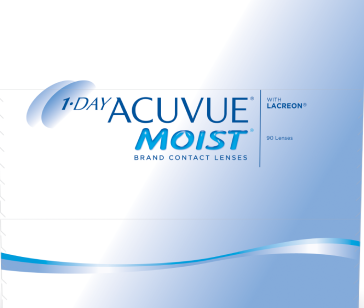 1·DAY ACUVUE®
MOIST®
BRAND CONTACT LENSES
WITH
LACREON®
90 Lenses